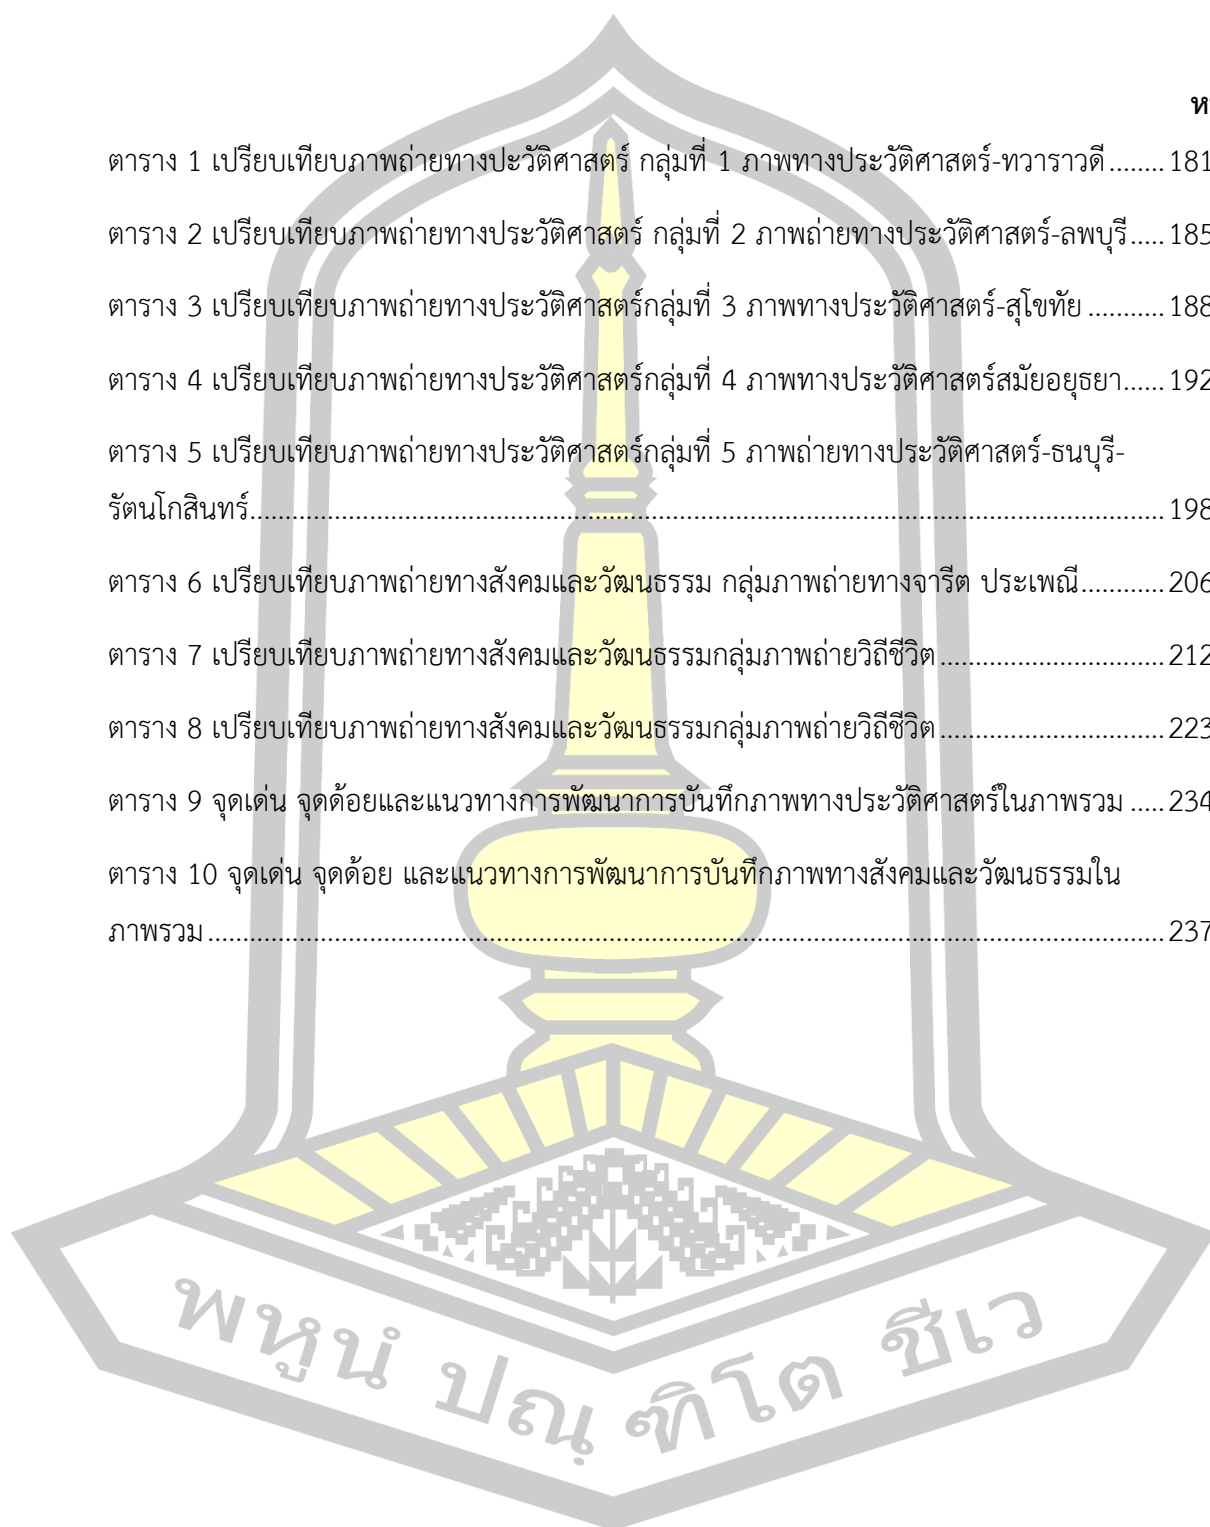 ตาราง 1 เปรียบเทียบภาพถ่ายทางปะวัติศาสตร์ กลุ่มที่ 1 ภาพทางประวัติศาสตร์-ทวาราวดี........ 181
ตาราง 2 เปรียบเทียบภาพถ่ายทางประวัติศาสตร์ กลุ่มที่ 2 ภาพถ่ายทางประวัติศาสตร์-ลพบุรี..... 185
ตาราง 3 เปรียบเทียบภาพถ่ายทางประวัติศาสตร์กลุ่มที่ 3 ภาพทางประวัติศาสตร์-สุโขทัย ........... 188
ตาราง 4 เปรียบเทียบภาพถ่ายทางประวัติศาสตร์กลุ่มที่ 4 ภาพทางประวัติศาสตร์สมัยอยุธยา...... 192
ตาราง 5 เปรียบเทียบภาพถ่ายทางประวัติศาสตร์กลุ่มที่ 5 ภาพถ่ายทางประวัติศาสตร์-ธนบุรี-
รัตนโกสินทร์.................................................................................................................................. 198
ตาราง 6 เปรียบเทียบภาพถ่ายทางสังคมและวัฒนธรรม กลุ่มภาพถ่ายทางจารีต ประเพณี............ 206
ตาราง 7 เปรียบเทียบภาพถ่ายทางสังคมและวัฒนธรรมกลุ่มภาพถ่ายวิถีชีวิต................................ 212
ตาราง 8 เปรียบเทียบภาพถ่ายทางสังคมและวัฒนธรรมกลุ่มภาพถ่ายวิถีชีวิต................................ 223
ตาราง 9 จุดเด่น จุดด้อยและแนวทางการพัฒนาการบันทึกภาพทางประวัติศาสตร์ในภาพรวม ..... 234
ตาราง 10 จุดเด่น จุดด้อย และแนวทางการพัฒนาการบันทึกภาพทางสังคมและวัฒนธรรมใน
ภาพรวม........................................................................................................................................ 237
พหูนํ ปณฺฑิโต ชีเว